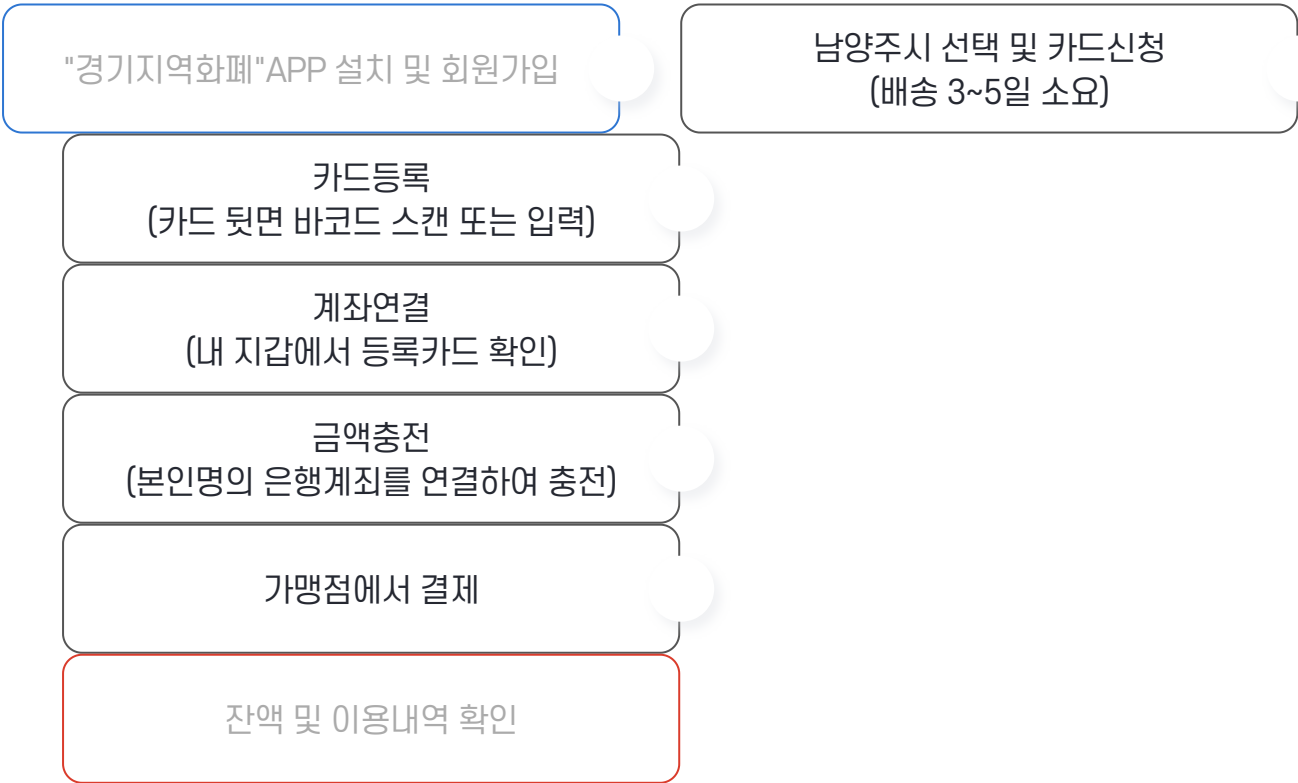 "경기지역화폐"APP 설치 및 회원가입
남양주시 선택 및 카드신청
(배송 3~5일 소요)
카드등록
(카드 뒷면 바코드 스캔 또는 입력)
계좌연결
(내 지갑에서 등록카드 확인)
금액충전
(본인명의 은행계죄를 연결하여 충전)
가맹점에서 결제
잔액 및 이용내역 확인